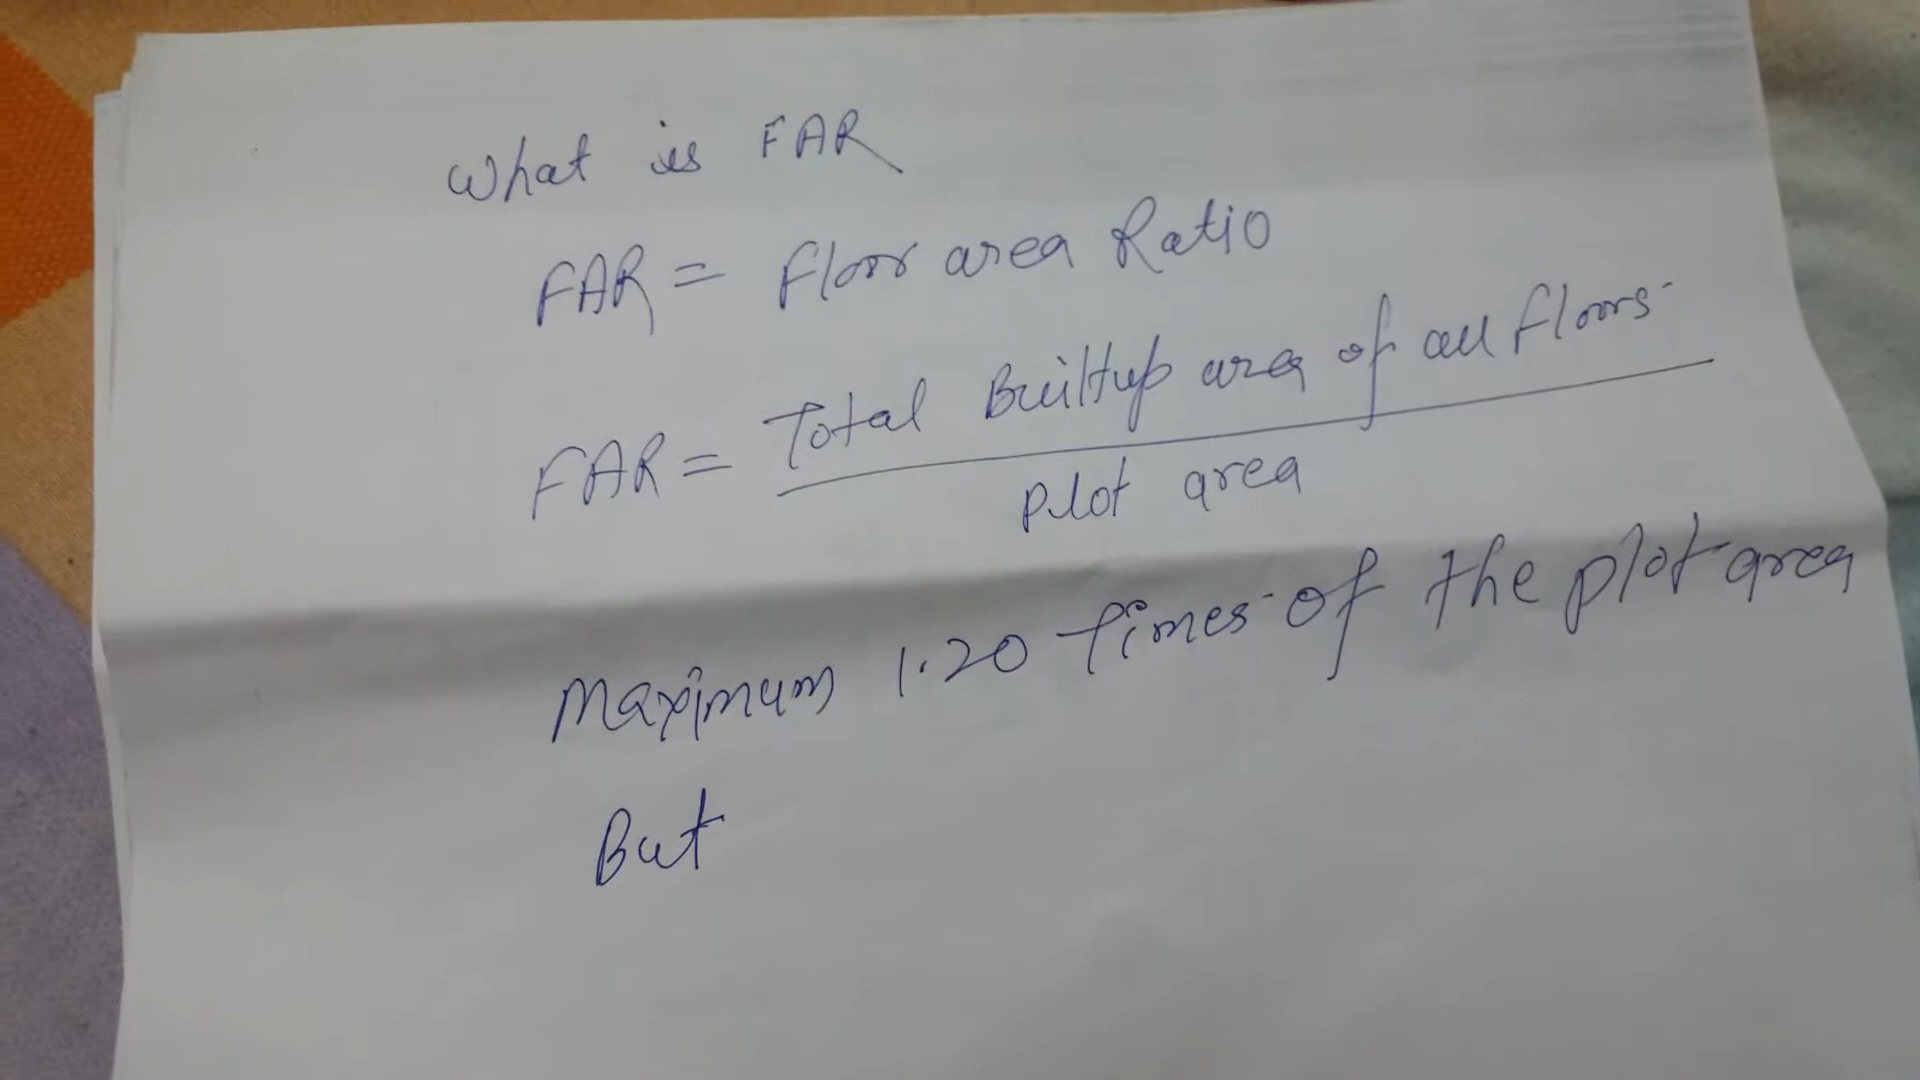 What is FAR
FAR = Floor area Ratio
FAR = Total Builtup area of all floors
Plot area
Maximum 1.20 times of the plot area
But